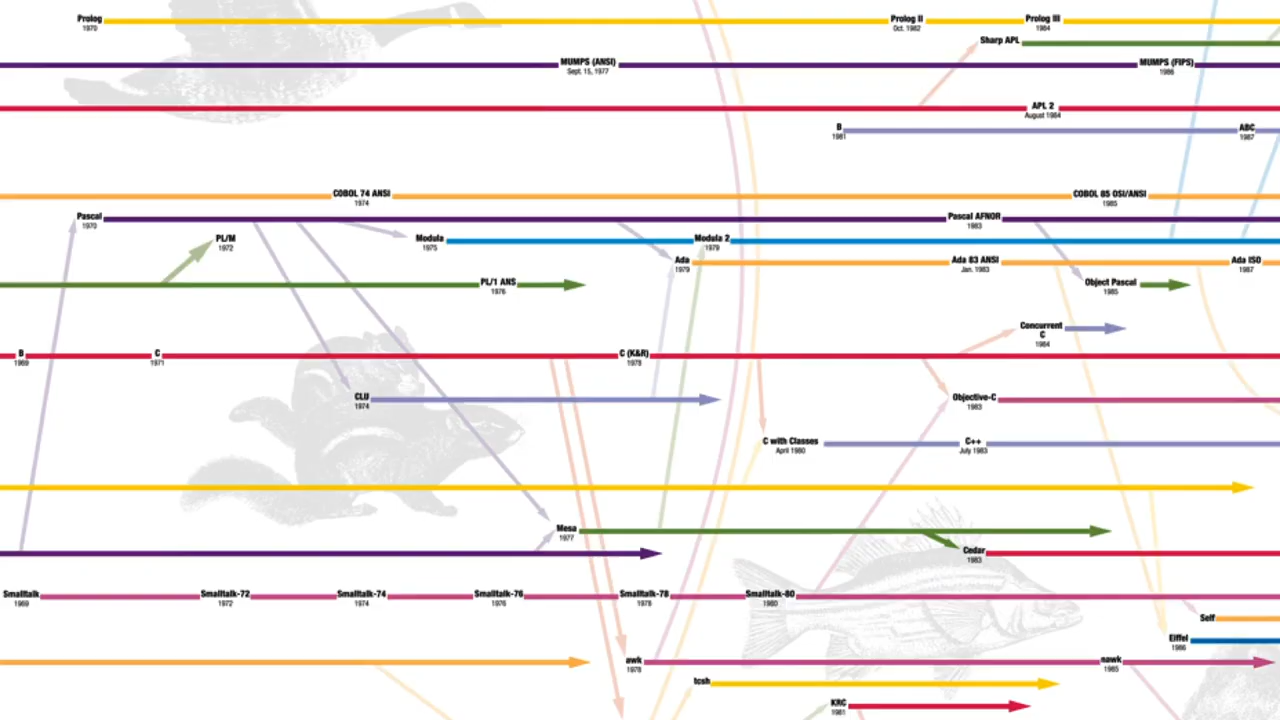 Prolog
1970
Prolog II
Oct. 1982
Prolog III
1984
Sharp APL
MUMPS (ANSI)
Sept. 15, 1977
MUMPS (FIPS)
1986
APL 2
August 1984
B
1981
ABC
1987
COBOL 74 ANSI
1974
COBOL 85 OSI/ANSI
1985
Pascal
1970
Pascal AFNOR
1983
PL/M
1972
Modula
1975
Modula 2
1979
Ada
1979
Ada 83 ANSI
Jan. 1983
Ada ISO
1987
PL/1 ANS
1976
Object Pascal
1985
Concurrent
C
1984
B
1969
C
1971
C (K&R)
1978
CLU
1974
Objective-C
1983
C with Classes
April 1980
C++
July 1983
Mesa
1977
Cedar
1983
Smalltalk
1969
Smalltalk-72
1972
Smalltalk-74
1974
Smalltalk-76
1976
Smalltalk-78
1978
Smalltalk-80
1980
Self
Eiffel
1986
awk
1978
nawk
1985
tcsh
KRC
1981